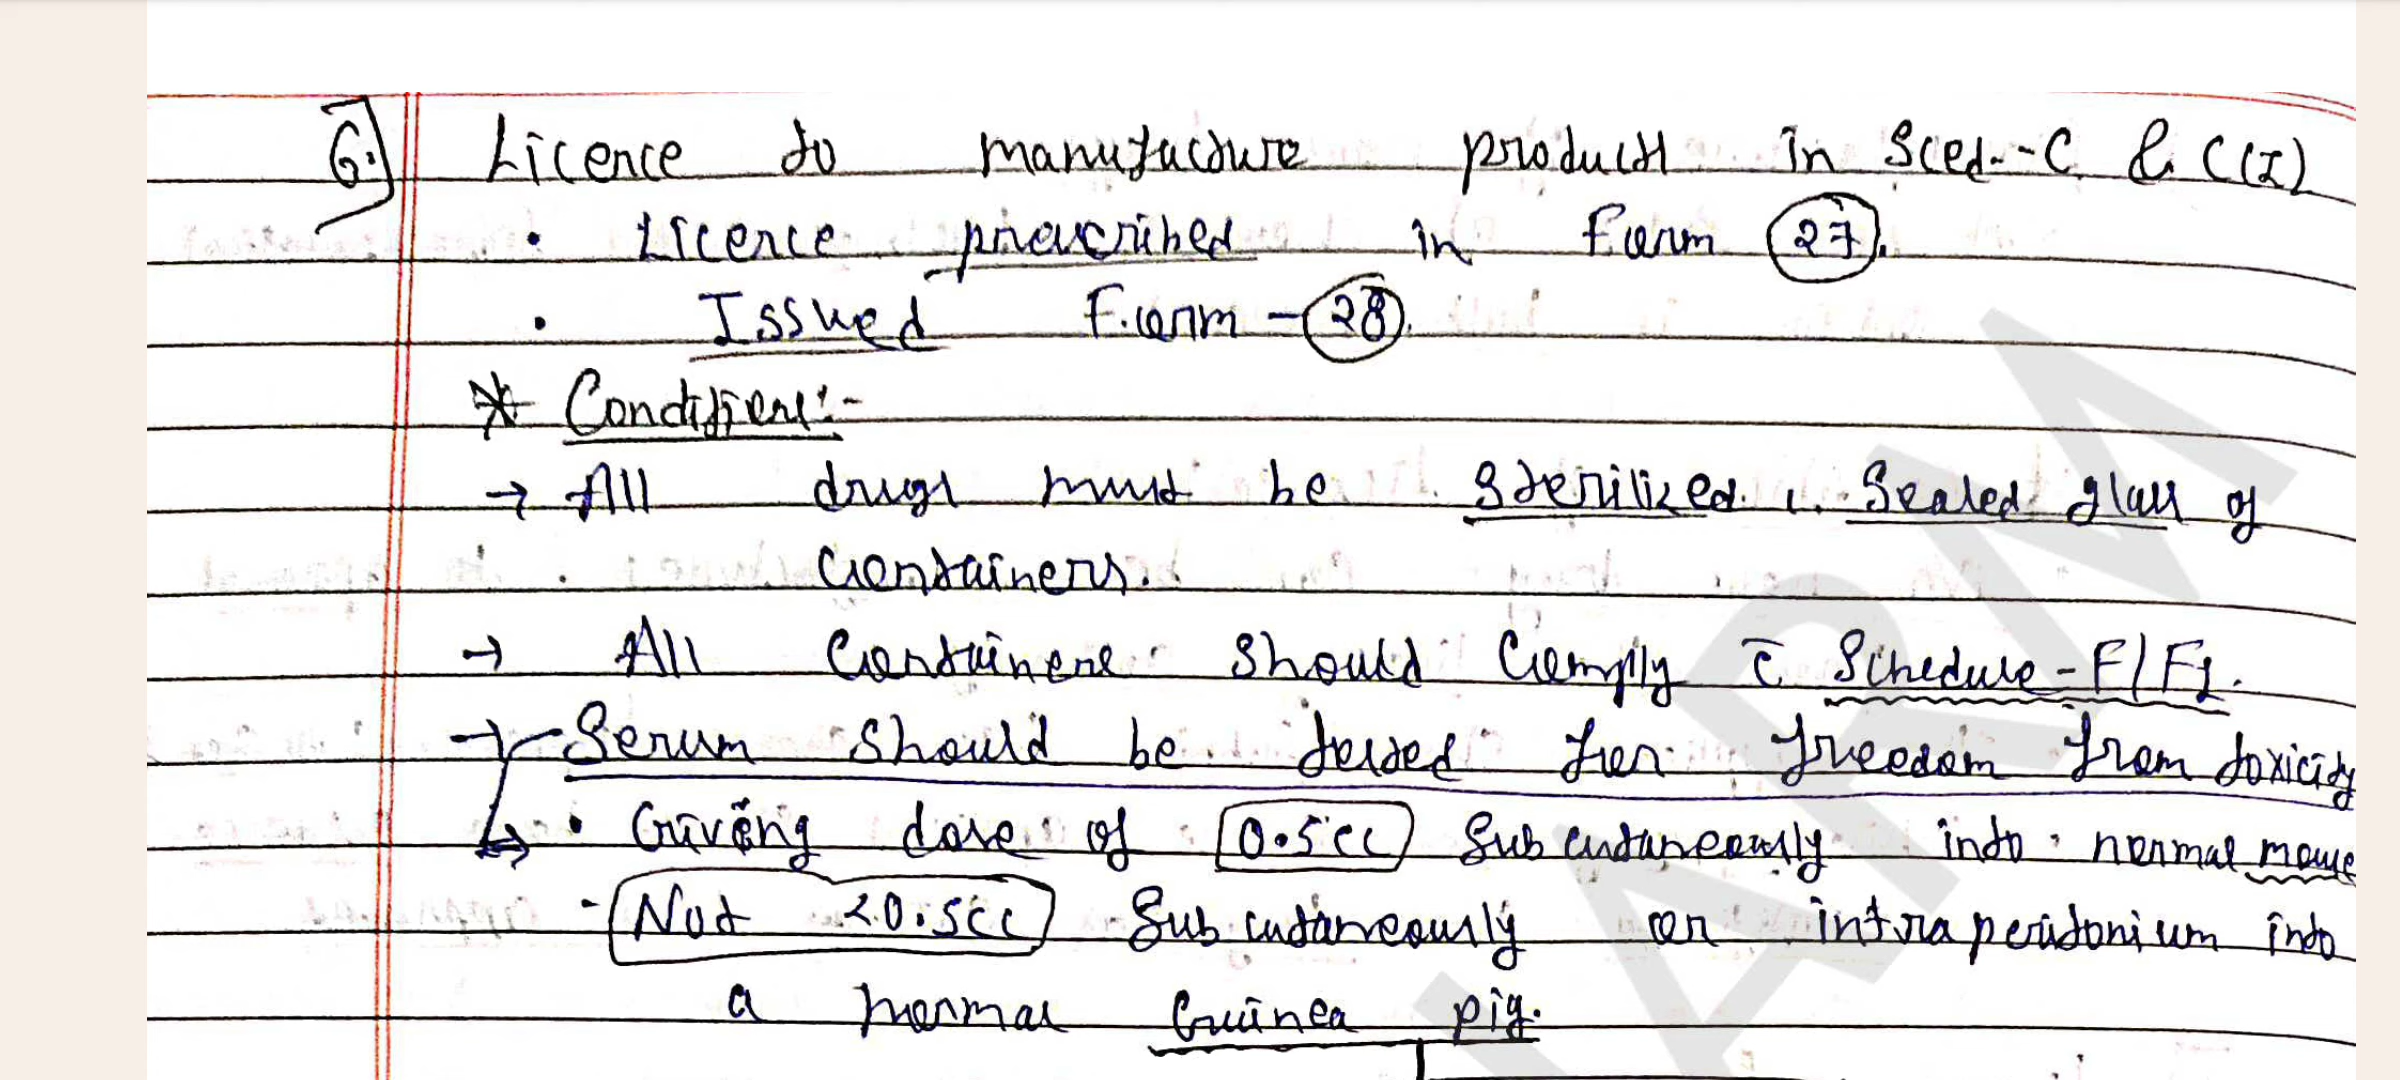 6.) Licence to manufacture product in Sced.-C & C(I)
• Licence prescribed in Form 27.
• Issued Form - 28.
* Conditions:-
→ All drugs must be Sterilized, Sealed glass of
Containers.
→ All Containers should Comply c̄ Schedule - F/F1.
→ Serum should be tested for freedom from toxicity
↳ • Giving dose of 0.5cc Subcutaneously into normal mouse
- Not <0.5cc Subcutaneously or intraperitonium into
a normal Guinea pig.
ARM